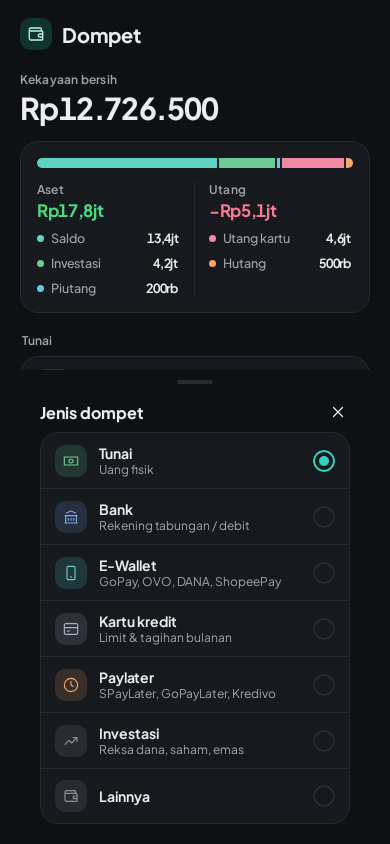 Dompet
Kekayaan bersih
Rp12.726.500
Aset
Rp17,8jt
Saldo 13,4jt
Investasi 4,2jt
Piutang 200rb
Utang
-Rp5,1jt
Utang kartu 4,6jt
Hutang 500rb
Tunai
Jenis dompet
Tunai
Uang fisik
Bank
Rekening tabungan / debit
E-Wallet
GoPay, OVO, DANA, ShopeePay
Kartu kredit
Limit & tagihan bulanan
Paylater
SPayLater, GoPayLater, Kredivo
Investasi
Reksa dana, saham, emas
Lainnya